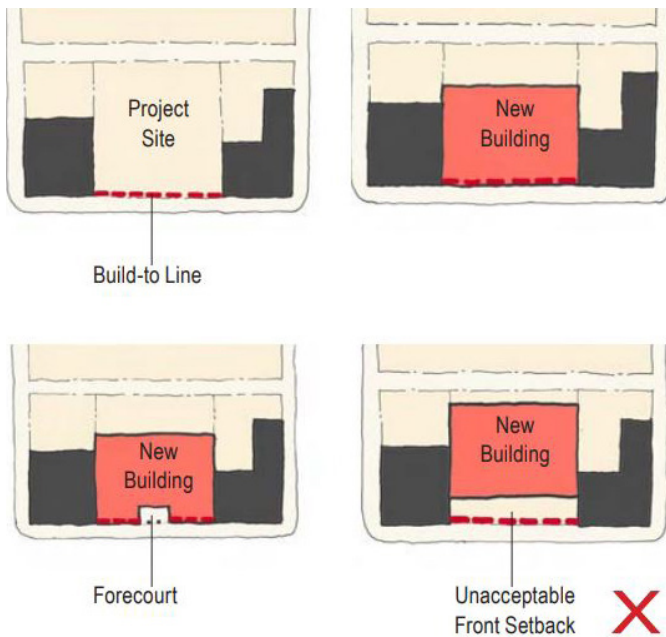 Project
Site
New
Building
Build-to Line
New
Building
New
Building
Forecourt
Unacceptable
Front Setback